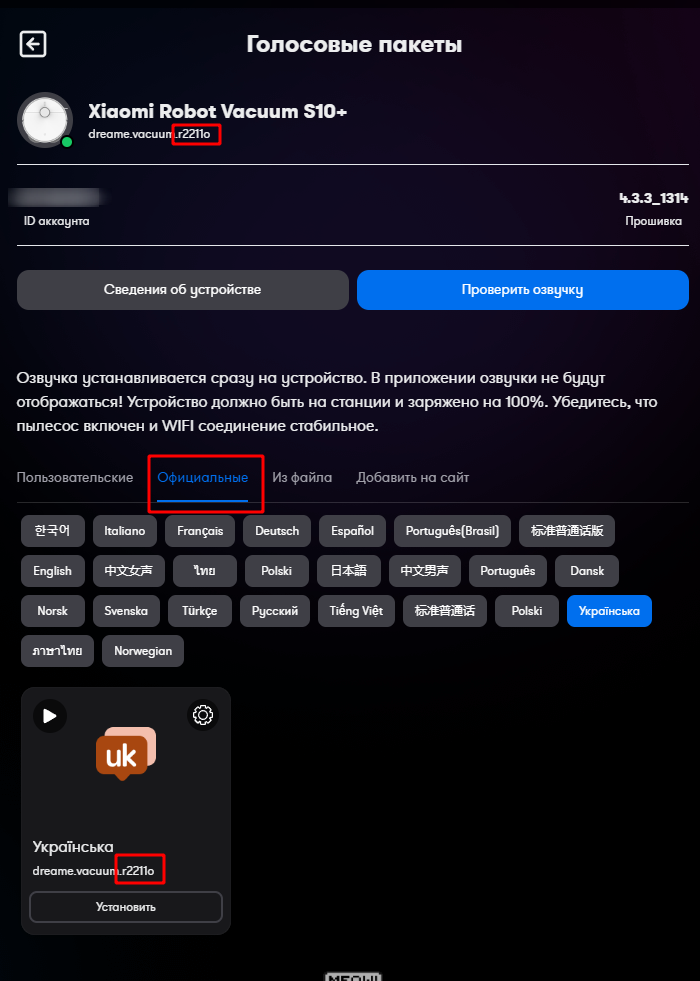 Голосовые пакеты
Xiaomi Robot Vacuum S10+
dreame.vacuum.r2211o
4.3.3_1314
ID аккаунта
Прошивка
Сведения об устройстве
Проверить озвучку
Озвучка устанавливается сразу на устройство. В приложении озвучки не будут
отображаться! Устройство должно быть на станции и заряжено на 100%. Убедитесь, что
пылесос включен и WIFI соединение стабильное.
Пользовательские Официальные Из файла Добавить на сайт
한국어 Italiano Français Deutsch Español Português(Brasil) 标准普通话版
English 中文女声 ไทย Polski 日本語 中文男声 Português Dansk
Norsk Svenska Türkçe Русский Tiếng Việt 标准普通话 Polski Українська
ภาษาไทย Norwegian
uk
Українська
dreame.vacuum.r2211o
Установить
MEOW!